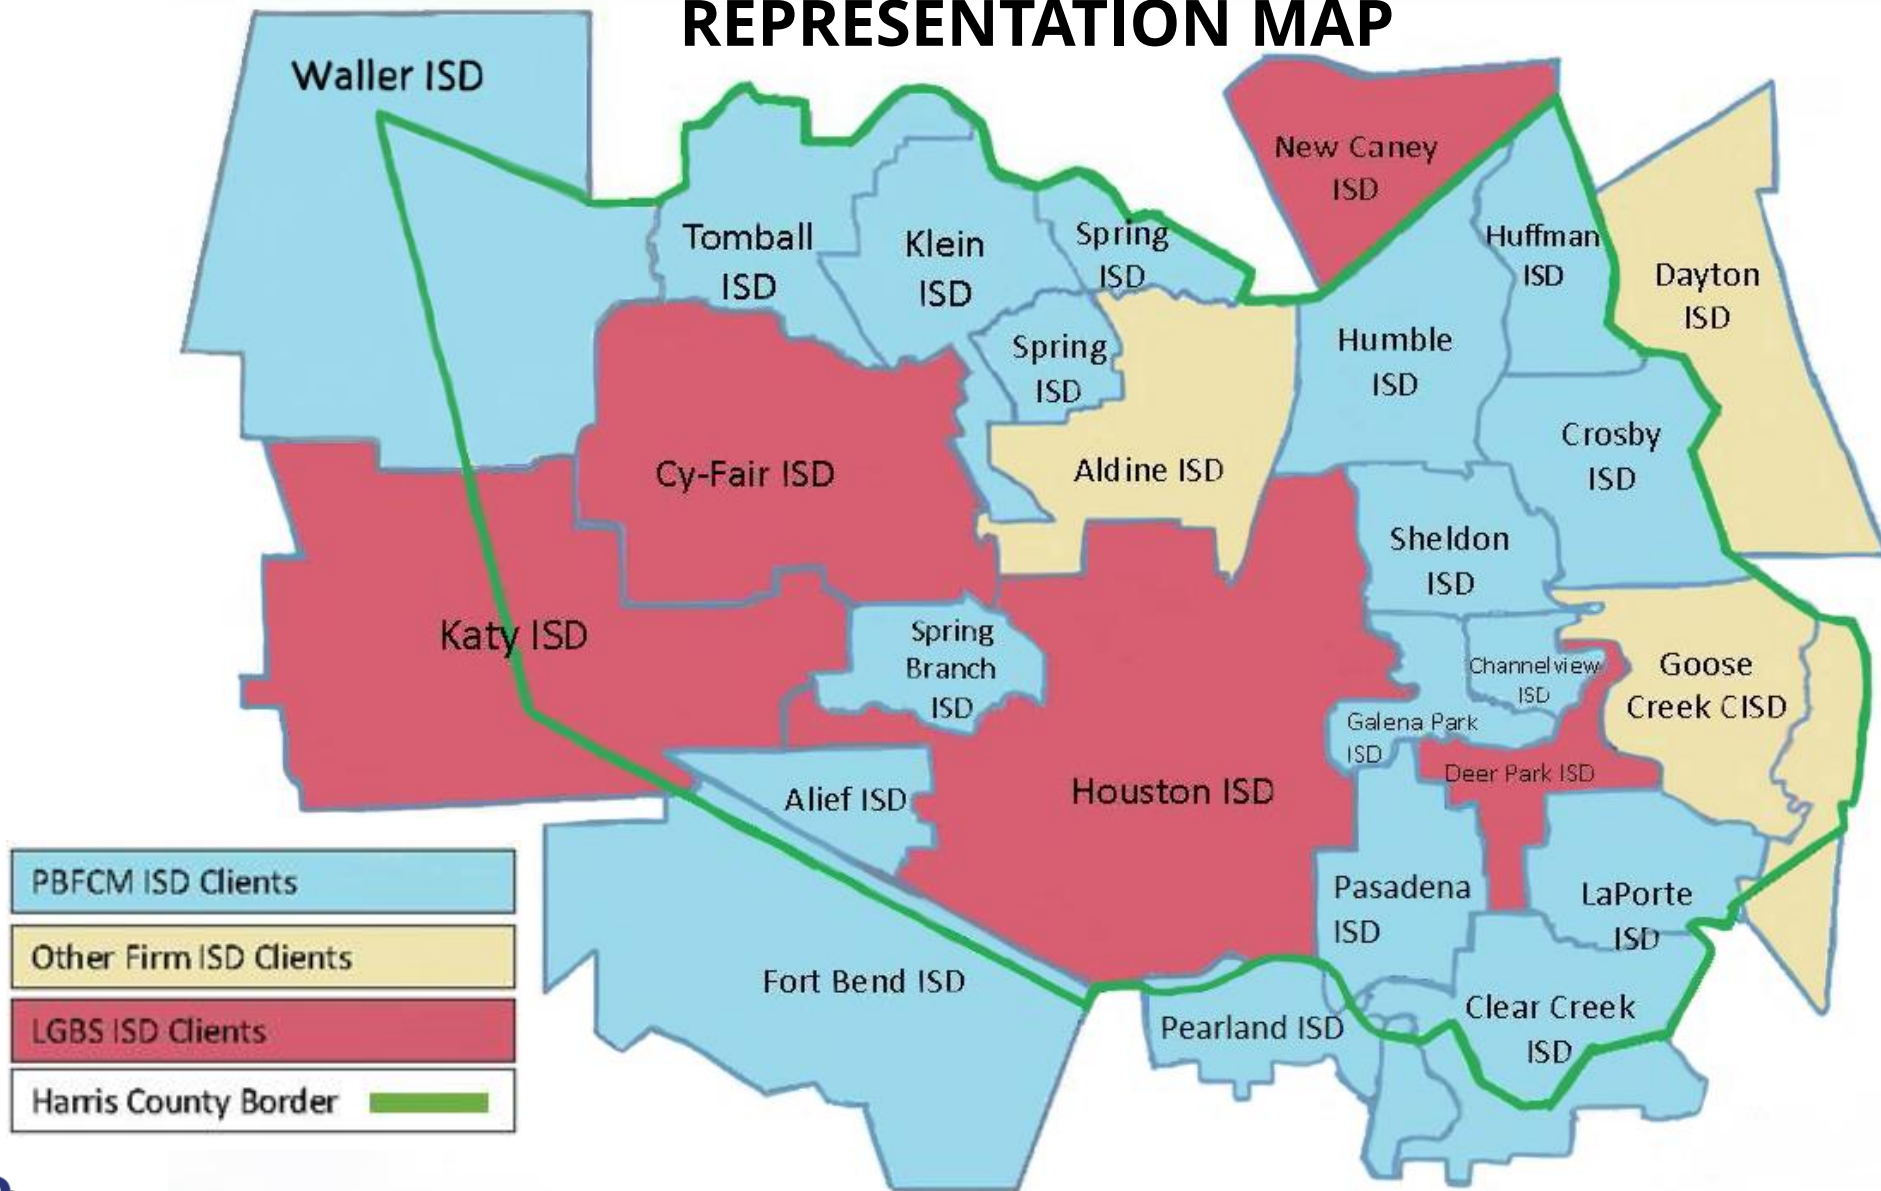 REPRESENTATION MAP
Waller ISD
New Caney
ISD
Tomball
ISD
Klein
ISD
Spring
ISD
Huffman
ISD
Dayton
ISD
Spring
ISD
Humble
ISD
Crosby
ISD
Cy-Fair ISD
Aldine ISD
Sheldon
ISD
Katy ISD
Spring
Branch
ISD
Channelview
ISD
Goose
Creek CISD
Galena Park
ISD
Deer Park ISD
Alief ISD
Houston ISD
Pasadena
ISD
LaPorte
ISD
Fort Bend ISD
Pearland ISD
Clear Creek
ISD
PBFCM ISD Clients
Other Firm ISD Clients
LGBS ISD Clients
Harris County Border